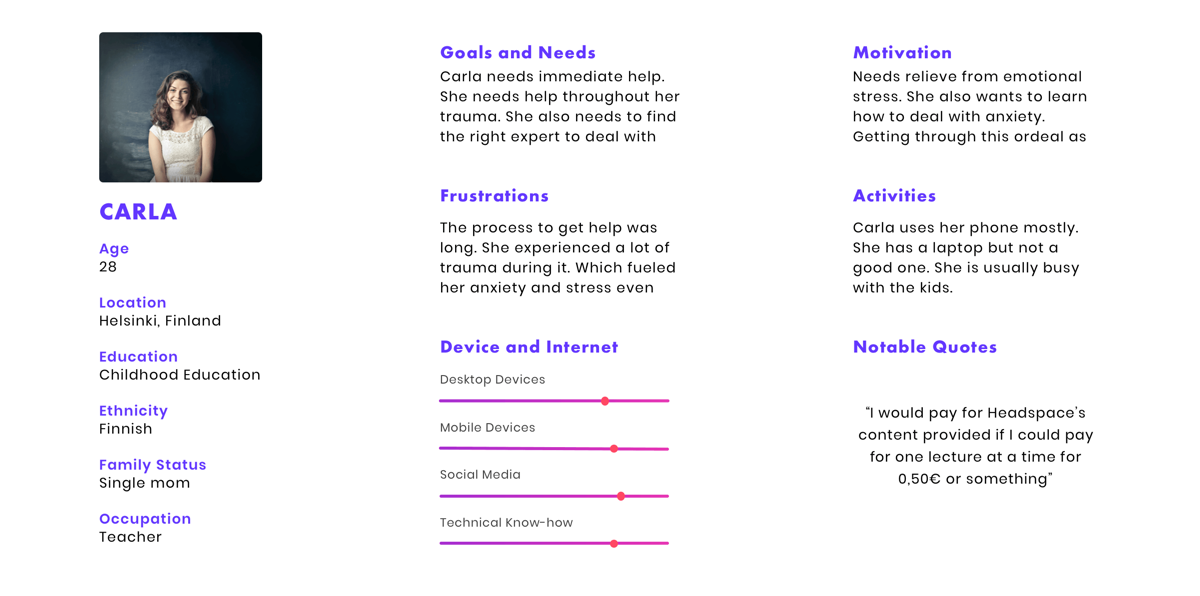 CARLA
Age
28
Location
Helsinki, Finland
Education
Childhood Education
Ethnicity
Finnish
Family Status
Single mom
Occupation
Teacher
Goals and Needs
Carla needs immediate help.
She needs help throughout her
trauma. She also needs to find
the right expert to deal with
Frustrations
The process to get help was
long. She experienced a lot of
trauma during it. Which fueled
her anxiety and stress even
Device and Internet
Desktop Devices
Mobile Devices
Social Media
Technical Know-how
Motivation
Needs relieve from emotional
stress. She also wants to learn
how to deal with anxiety.
Getting through this ordeal as
Activities
Carla uses her phone mostly.
She has a laptop but not a
good one. She is usually busy
with the kids.
Notable Quotes
“I would pay for Headspace’s
content provided if I could pay
for one lecture at a time for
0,50€ or something”